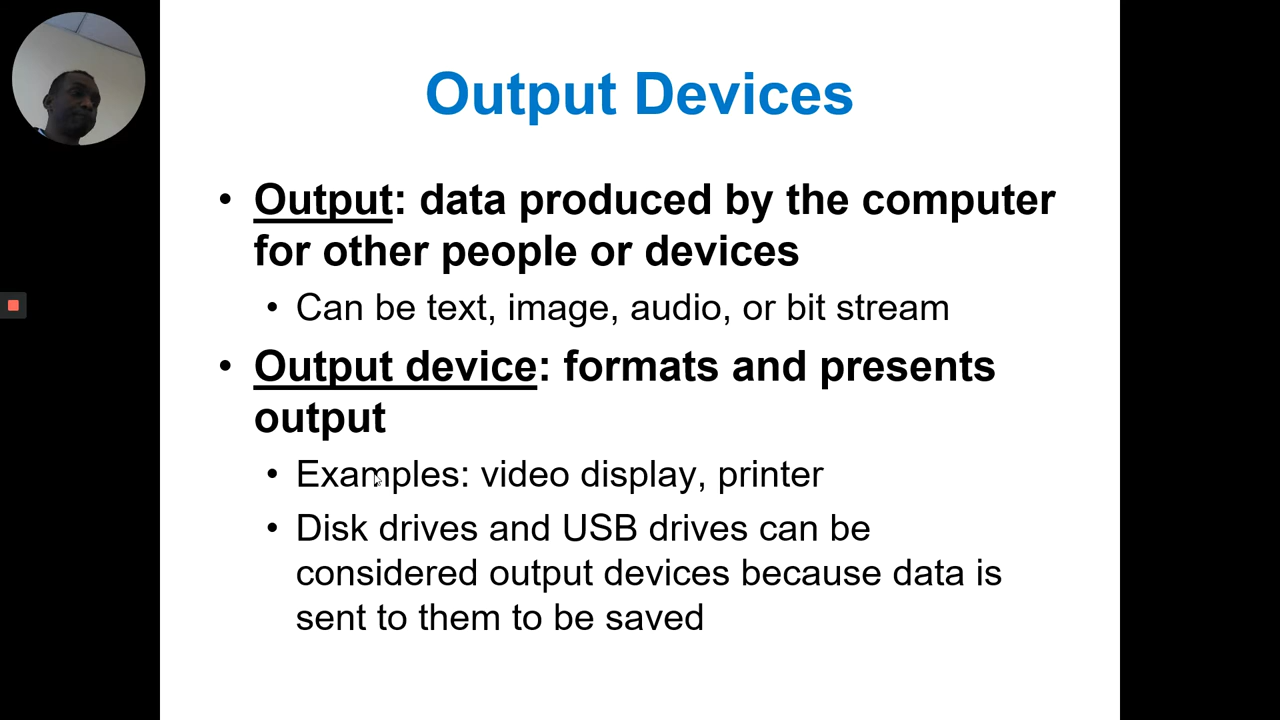 Output Devices
• Output: data produced by the computer
for other people or devices
• Can be text, image, audio, or bit stream
• Output device: formats and presents
output
• Examples: video display, printer
• Disk drives and USB drives can be
considered output devices because data is
sent to them to be saved